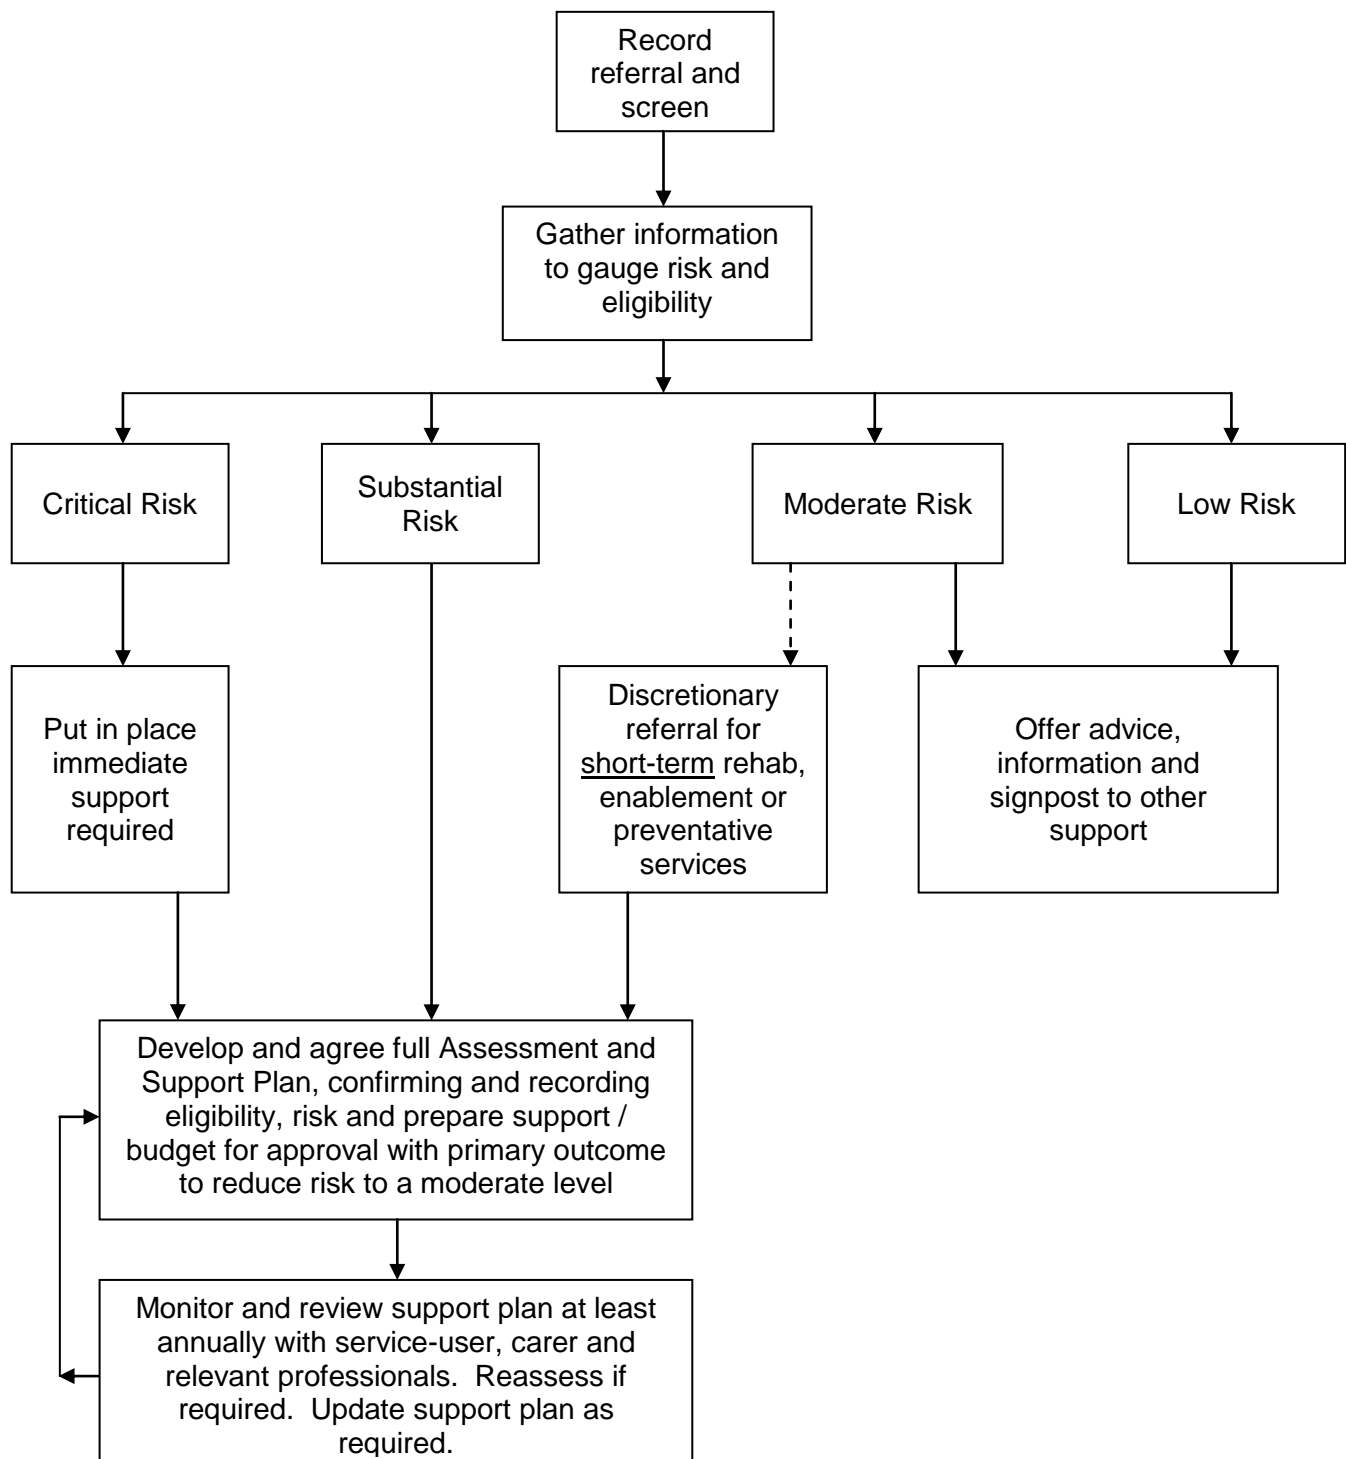 Record
referral and
screen
Gather information
to gauge risk and
eligibility
Critical Risk
Substantial
Risk
Moderate Risk
Low Risk
Put in place
immediate
support
required
Discretionary
referral for
short-term rehab,
enablement or
preventative
services
Offer advice,
information and
signpost to other
support
Develop and agree full Assessment and
Support Plan, confirming and recording
eligibility, risk and prepare support /
budget for approval with primary outcome
to reduce risk to a moderate level
Monitor and review support plan at least
annually with service-user, carer and
relevant professionals.  Reassess if
required.  Update support plan as
required.